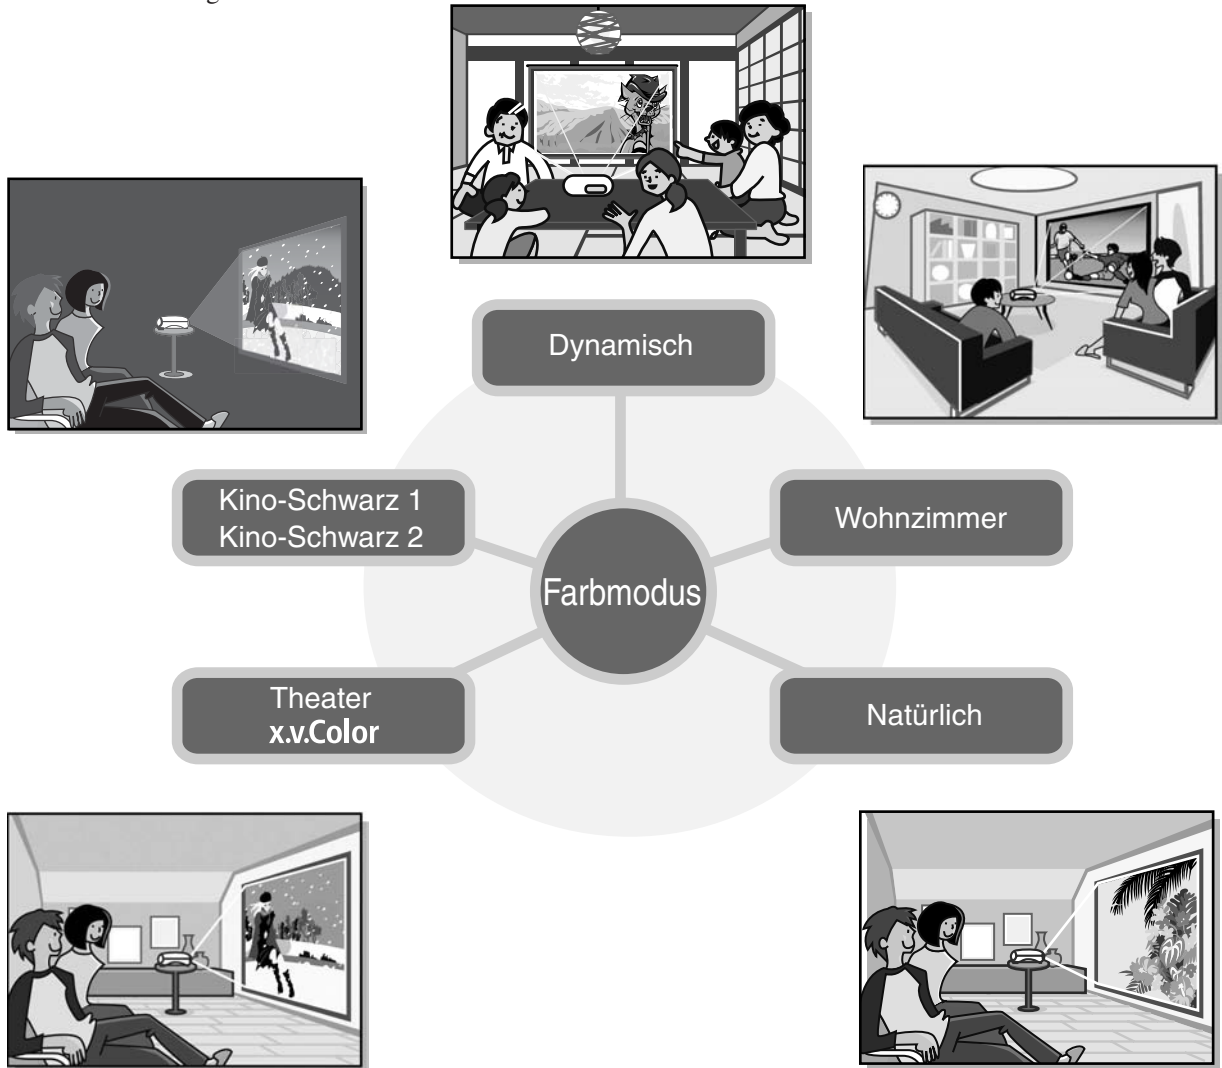 Dynamisch
Kino-Schwarz 1
Kino-Schwarz 2
Wohnzimmer
Farbmodus
Theater
x.v.Color
Natürlich